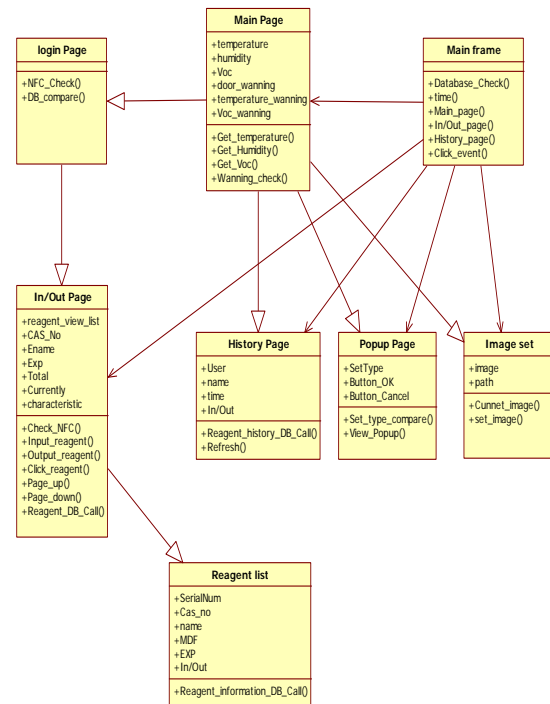 login Page
+NFC_Check()
+DB_compare()
Main Page
+temperature
+humidity
+Voc
+door_wanning
+temperature_wanning
+Voc_wanning
+Get_temperature()
+Get_Humidity()
+Get_Voc()
+Wanning_check()
Main frame
+Database_Check()
+time()
+Main_page()
+In/Out_page()
+History_page()
+Click_event()
In/Out Page
+reagent_view_list
+CAS_No
+Ename
+Exp
+Total
+Currently
+characteristic
+Check_NFC()
+Input_reagent()
+Output_reagent()
+Click_reagent()
+Page_up()
+Page_down()
+Reagent_DB_Call()
History Page
+User
+name
+time
+In/Out
+Reagent_history_DB_Call()
+Refresh()
Popup Page
+SetType
+Button_OK
+Button_Cancel
+Set_type_compare()
+View_Popup()
Image set
+image
+path
+Cunnet_image()
+set_image()
Reagent list
+SerialNum
+Cas_no
+name
+MDF
+EXP
+In/Out
+Reagent_information_DB_Call()